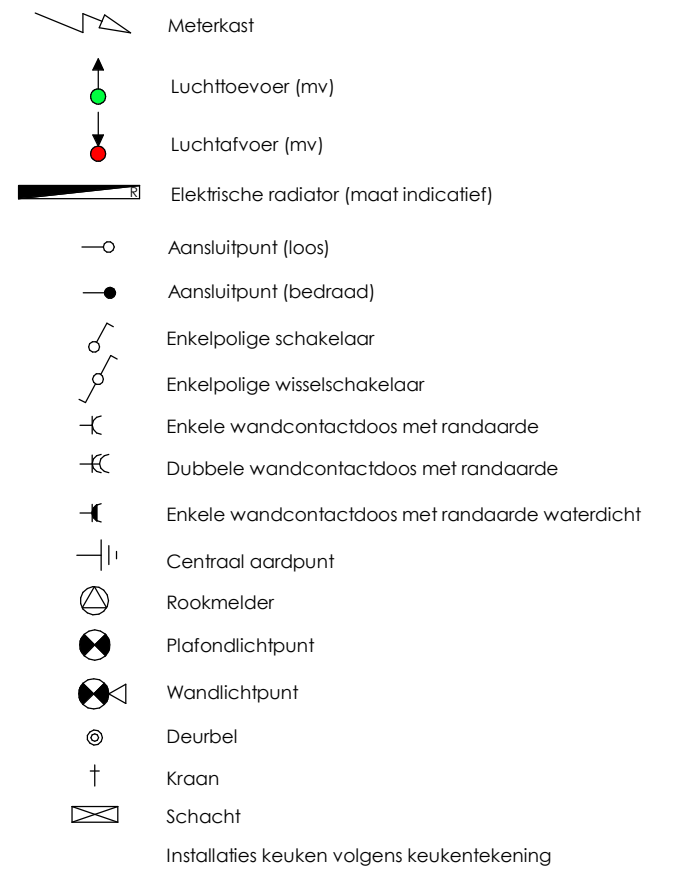 Meterkast
Luchttoevoer (mv)
Luchtafvoer (mv)
R Elektrische radiator (maat indicatief)
Aansluitpunt (loos)
Aansluitpunt (bedraad)
Enkelpolige schakelaar
Enkelpolige wisselschakelaar
Enkele wandcontactdoos met randaarde
Dubbele wandcontactdoos met randaarde
Enkele wandcontactdoos met randaarde waterdicht
Centraal aardpunt
Rookmelder
Plafondlichtpunt
Wandlichtpunt
Deurbel
Kraan
Schacht
Installaties keuken volgens keukentekening